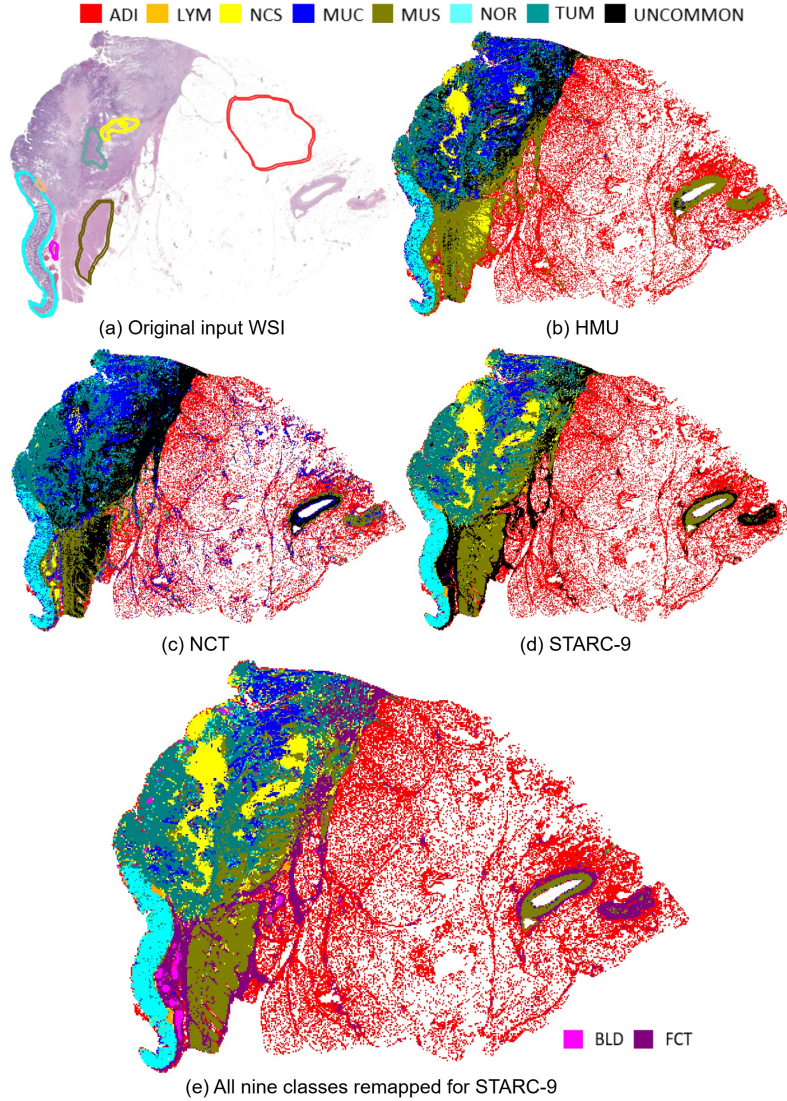 ADI LYM NCS MUC MUS NOR TUM UNCOMMON
(a) Original input WSI
(b) HMU
(c) NCT
(d) STARC-9
BLD FCT
(e) All nine classes remapped for STARC-9